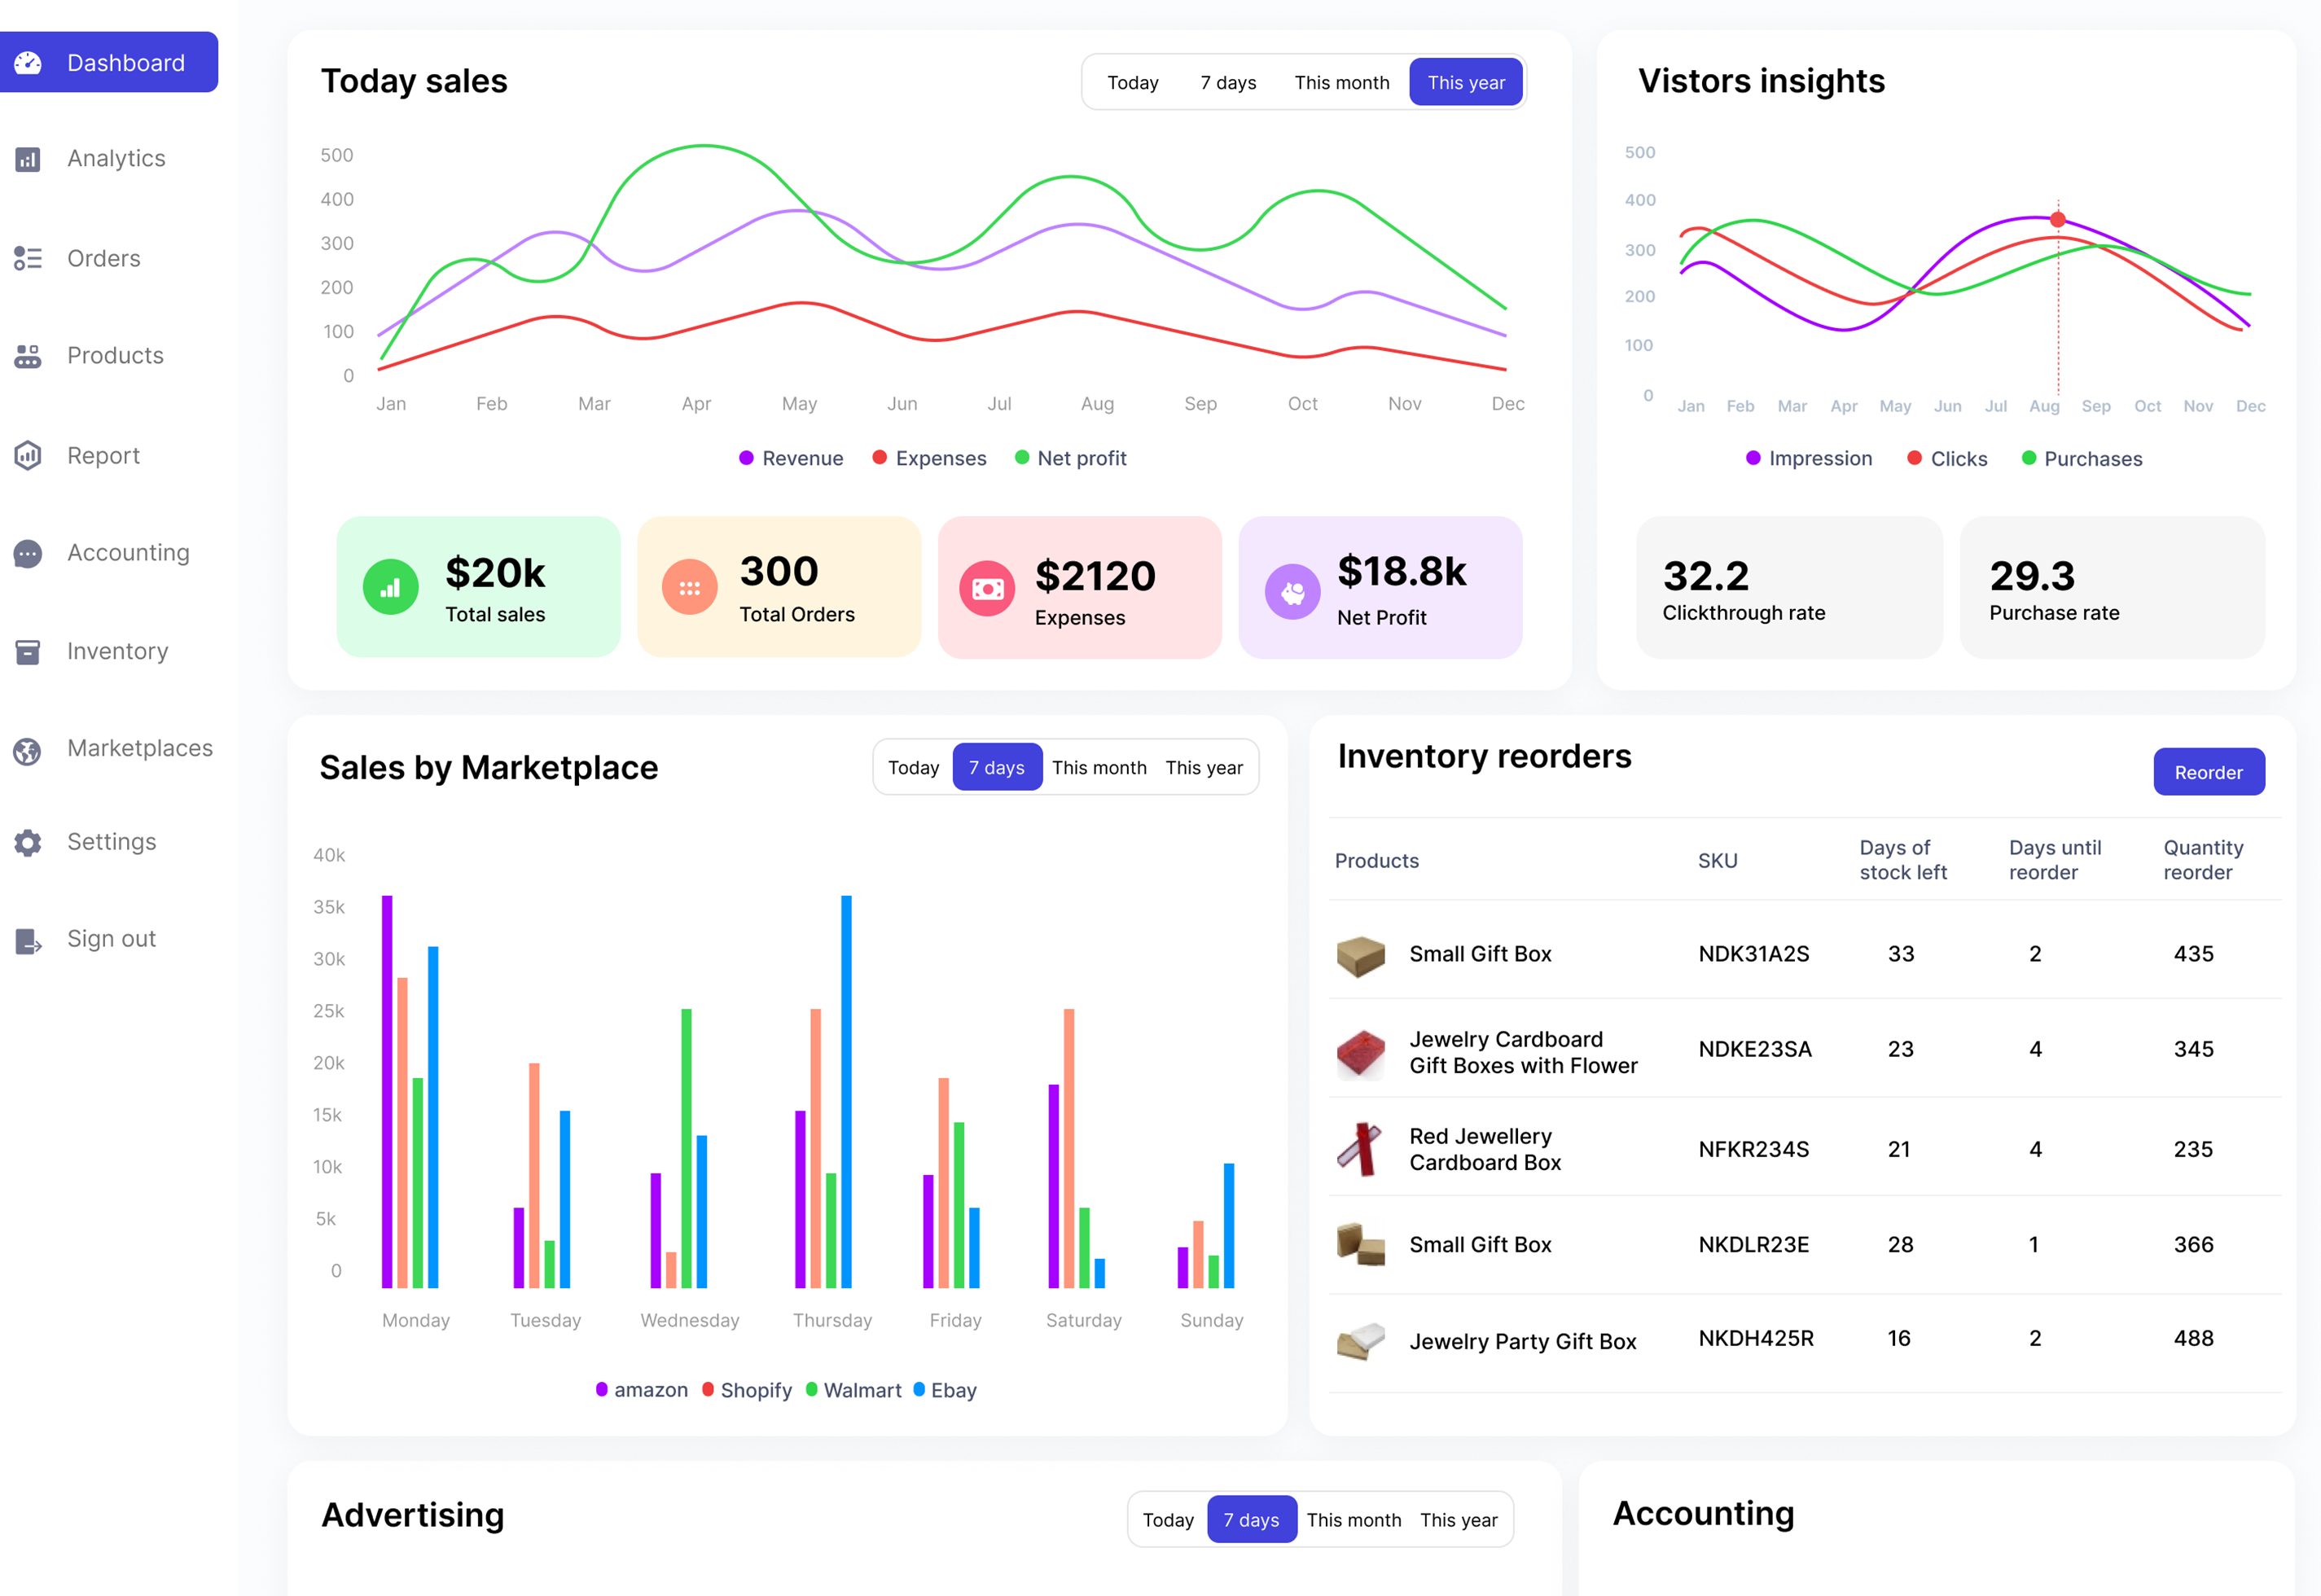 Dashboard
Analytics
Orders
Products
Report
Accounting
Inventory
Marketplaces
Settings
Sign out
Today sales
Today 7 days This month This year
500
400
300
200
100
0
Jan Feb Mar Apr May Jun Jul Aug Sep Oct Nov Dec
Revenue Expenses Net profit
$20k
Total sales
300
Total Orders
$2120
Expenses
$18.8k
Net Profit
Vistors insights
500
400
300
200
100
0
Jan Feb Mar Apr May Jun Jul Aug Sep Oct Nov Dec
Impression Clicks Purchases
32.2
Clickthrough rate
29.3
Purchase rate
Sales by Marketplace
Today 7 days This month This year
40k
35k
30k
25k
20k
15k
10k
5k
0
Monday Tuesday Wednesday Thursday Friday Saturday Sunday
amazon Shopify Walmart Ebay
Inventory reorders
Reorder
Products SKU Days of stock left Days until reorder Quantity reorder
Small Gift Box NDK31A2S 33 2 435
Jewelry Cardboard
Gift Boxes with Flower NDKE23SA 23 4 345
Red Jewellery
Cardboard Box NFKR234S 21 4 235
Small Gift Box NKDLR23E 28 1 366
Jewelry Party Gift Box NKDH425R 16 2 488
Advertising
Today 7 days This month This year
Accounting